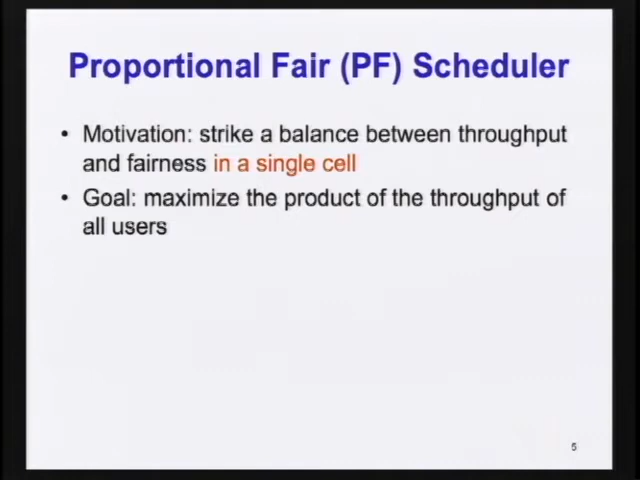 Proportional Fair (PF) Scheduler
• Motivation: strike a balance between throughput
and fairness in a single cell
• Goal: maximize the product of the throughput of
all users
5